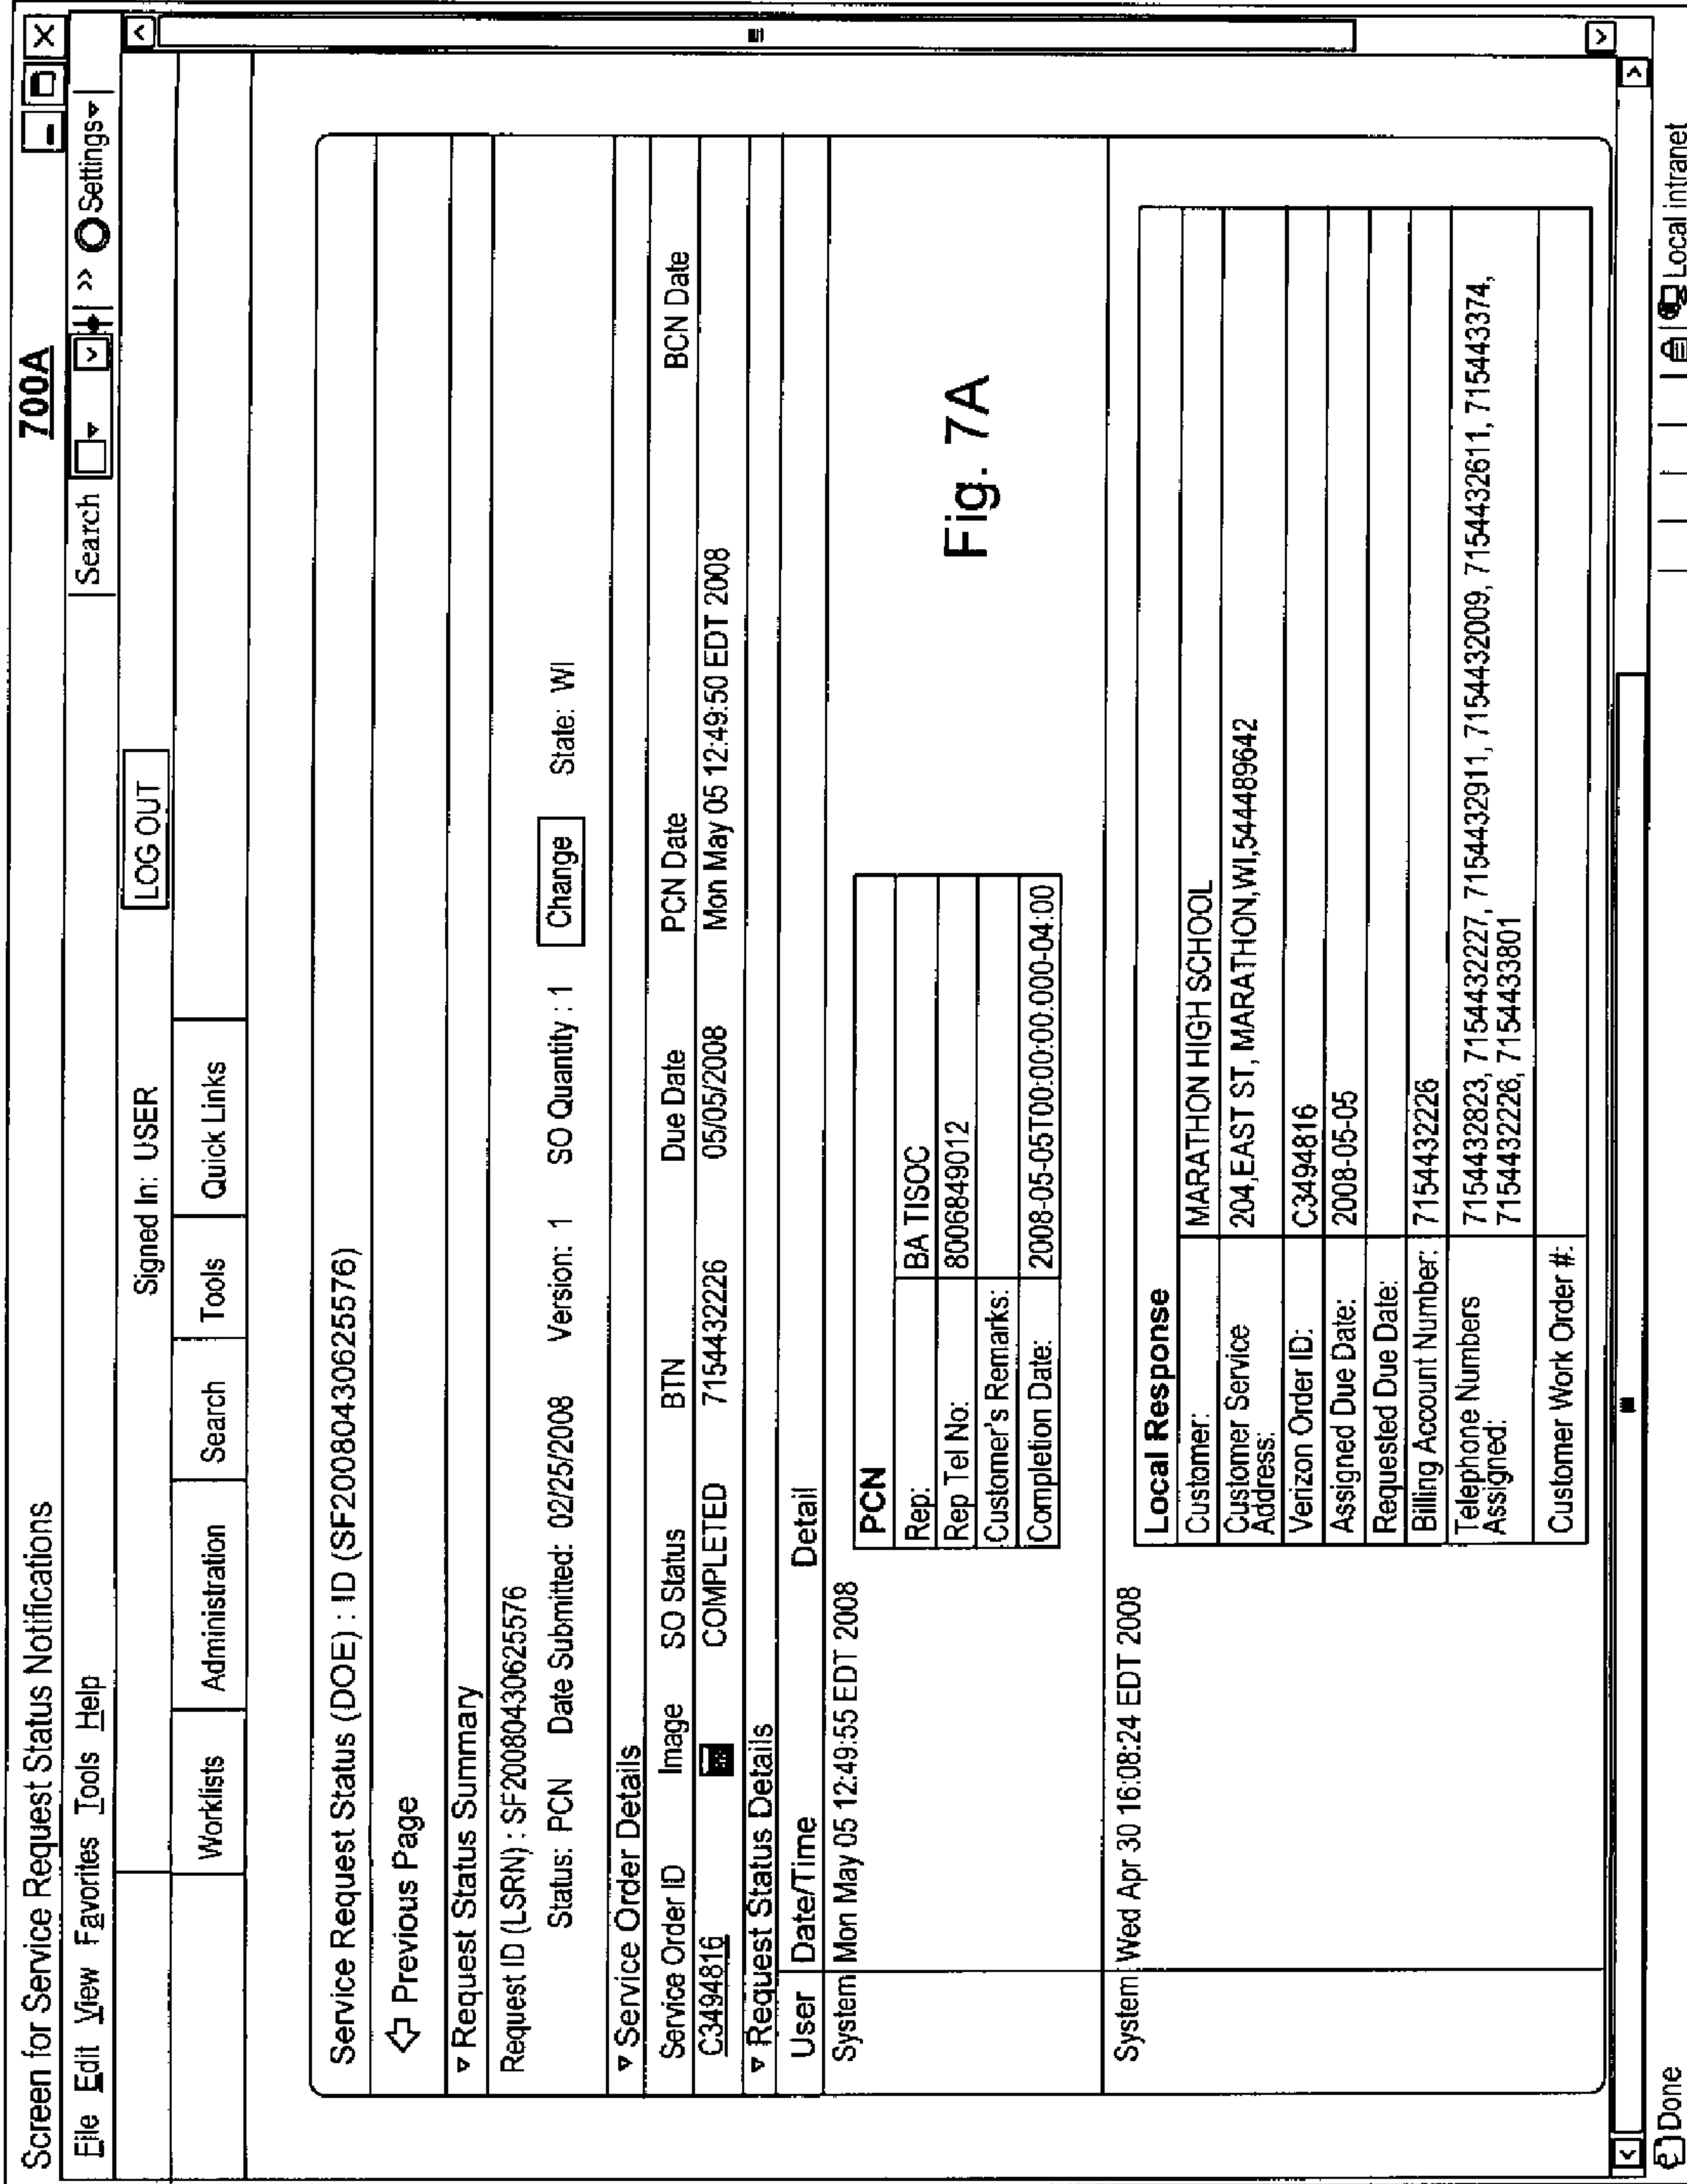 700A
Screen for Service Request Status Notifications
File Edit View Favorites Tools Help
Search » Settings
Signed In: USER LOG OUT
Worklists Administration Search Tools Quick Links
Service Request Status (DOE) : ID (SF20080430625576)
Previous Page
Request Status Summary
Request ID (LSRN) : SF20080430625576
Status: PCN Date Submitted: 02/25/2008 Version: 1 SO Quantity : 1 Change State: WI
Service Order Details
Service Order ID Image SO Status BTN Due Date PCN Date BCN Date
C3494816 COMPLETED 7154432226 05/05/2008 Mon May 05 12:49:50 EDT 2008
Request Status Details
User Date/Time Detail
System Mon May 05 12:49:55 EDT 2008
PCN
Rep: BA TISOC
Rep Tel No: 8006849012
Customer's Remarks:
Completion Date: 2008-05-05T00:00:00.000-04:00
Fig. 7A
System Wed Apr 30 16:08:24 EDT 2008
Local Response
Customer: MARATHON HIGH SCHOOL
Customer Service Address: 204,EAST ST, MARATHON,WI,544489642
Verizon Order ID: C3494816
Assigned Due Date: 2008-05-05
Requested Due Date:
Billing Account Number: 7154432226
Telephone Numbers Assigned: 7154432823, 7154432227, 7154432911, 7154432009, 7154432611, 715443374,
7154432226, 7154433801
Customer Work Order #:
Done Local intranet